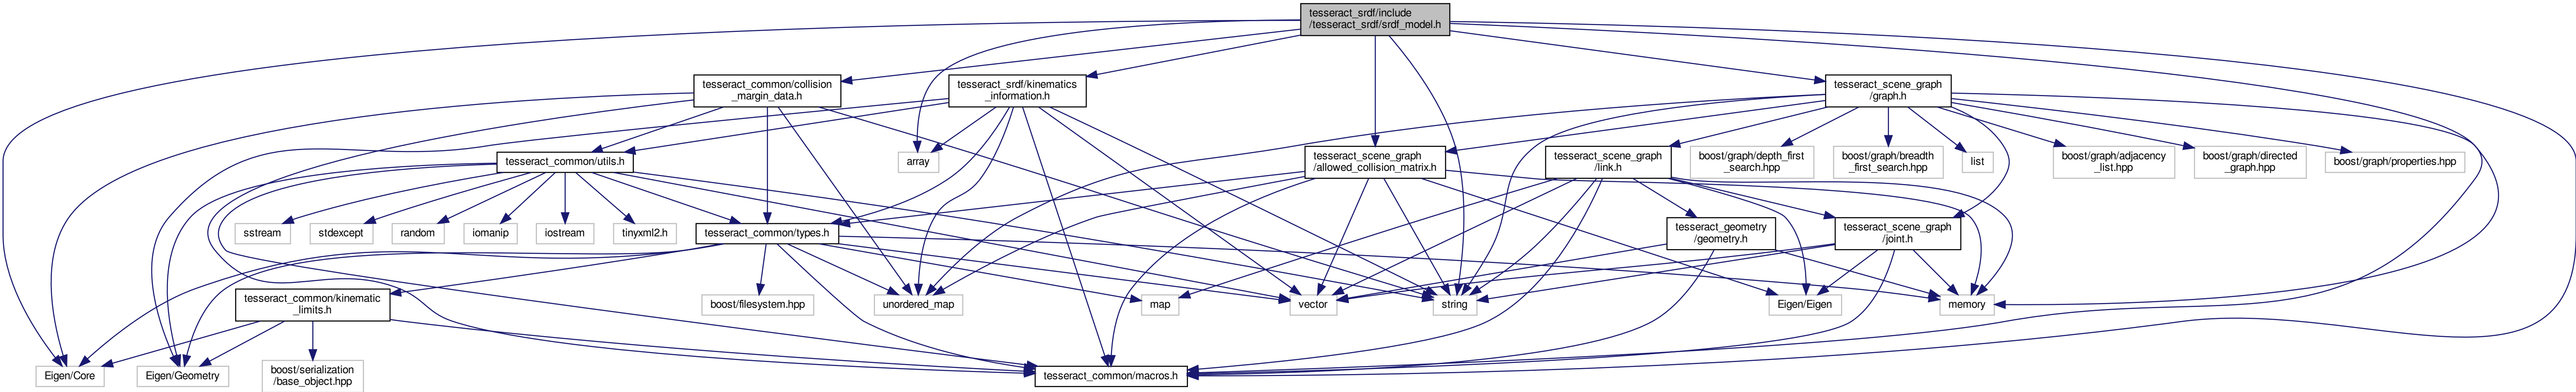 tesseract_srdf/include
/tesseract_srdf/srdf_model.h
tesseract_common/collision
_margin_data.h
tesseract_srdf/kinematics
_information.h
tesseract_scene_graph
/graph.h
tesseract_common/utils.h
array
tesseract_scene_graph
/allowed_collision_matrix.h
tesseract_scene_graph
/link.h
boost/graph/depth_first
_search.hpp
boost/graph/breadth
_first_search.hpp
list
boost/graph/adjacency
_list.hpp
boost/graph/directed
_graph.hpp
boost/graph/properties.hpp
sstream
stdexcept
random
iomanip
iostream
tinyxml2.h
tesseract_common/types.h
tesseract_geometry
/geometry.h
tesseract_scene_graph
/joint.h
tesseract_common/kinematic
_limits.h
boost/filesystem.hpp
unordered_map
map
vector
string
Eigen/Eigen
memory
Eigen/Core
Eigen/Geometry
boost/serialization
/base_object.hpp
tesseract_common/macros.h